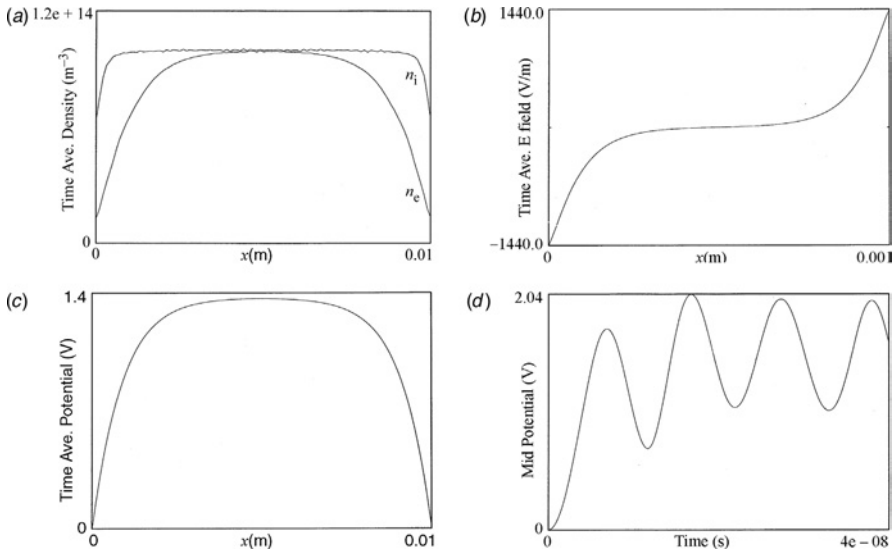 (a)
1.2e + 14
Time Ave. Density (m⁻³)
nᵢ
nₑ
0
0
x(m)
0.01
(b)
1440.0
Time Ave. E field (V/m)
−1440.0
0
x(m)
0.001
(c)
1.4
Time Ave. Potential (V)
0
0
x(m)
0.01
(d)
2.04
Mid Potential (V)
0
0
Time (s)
4e − 08